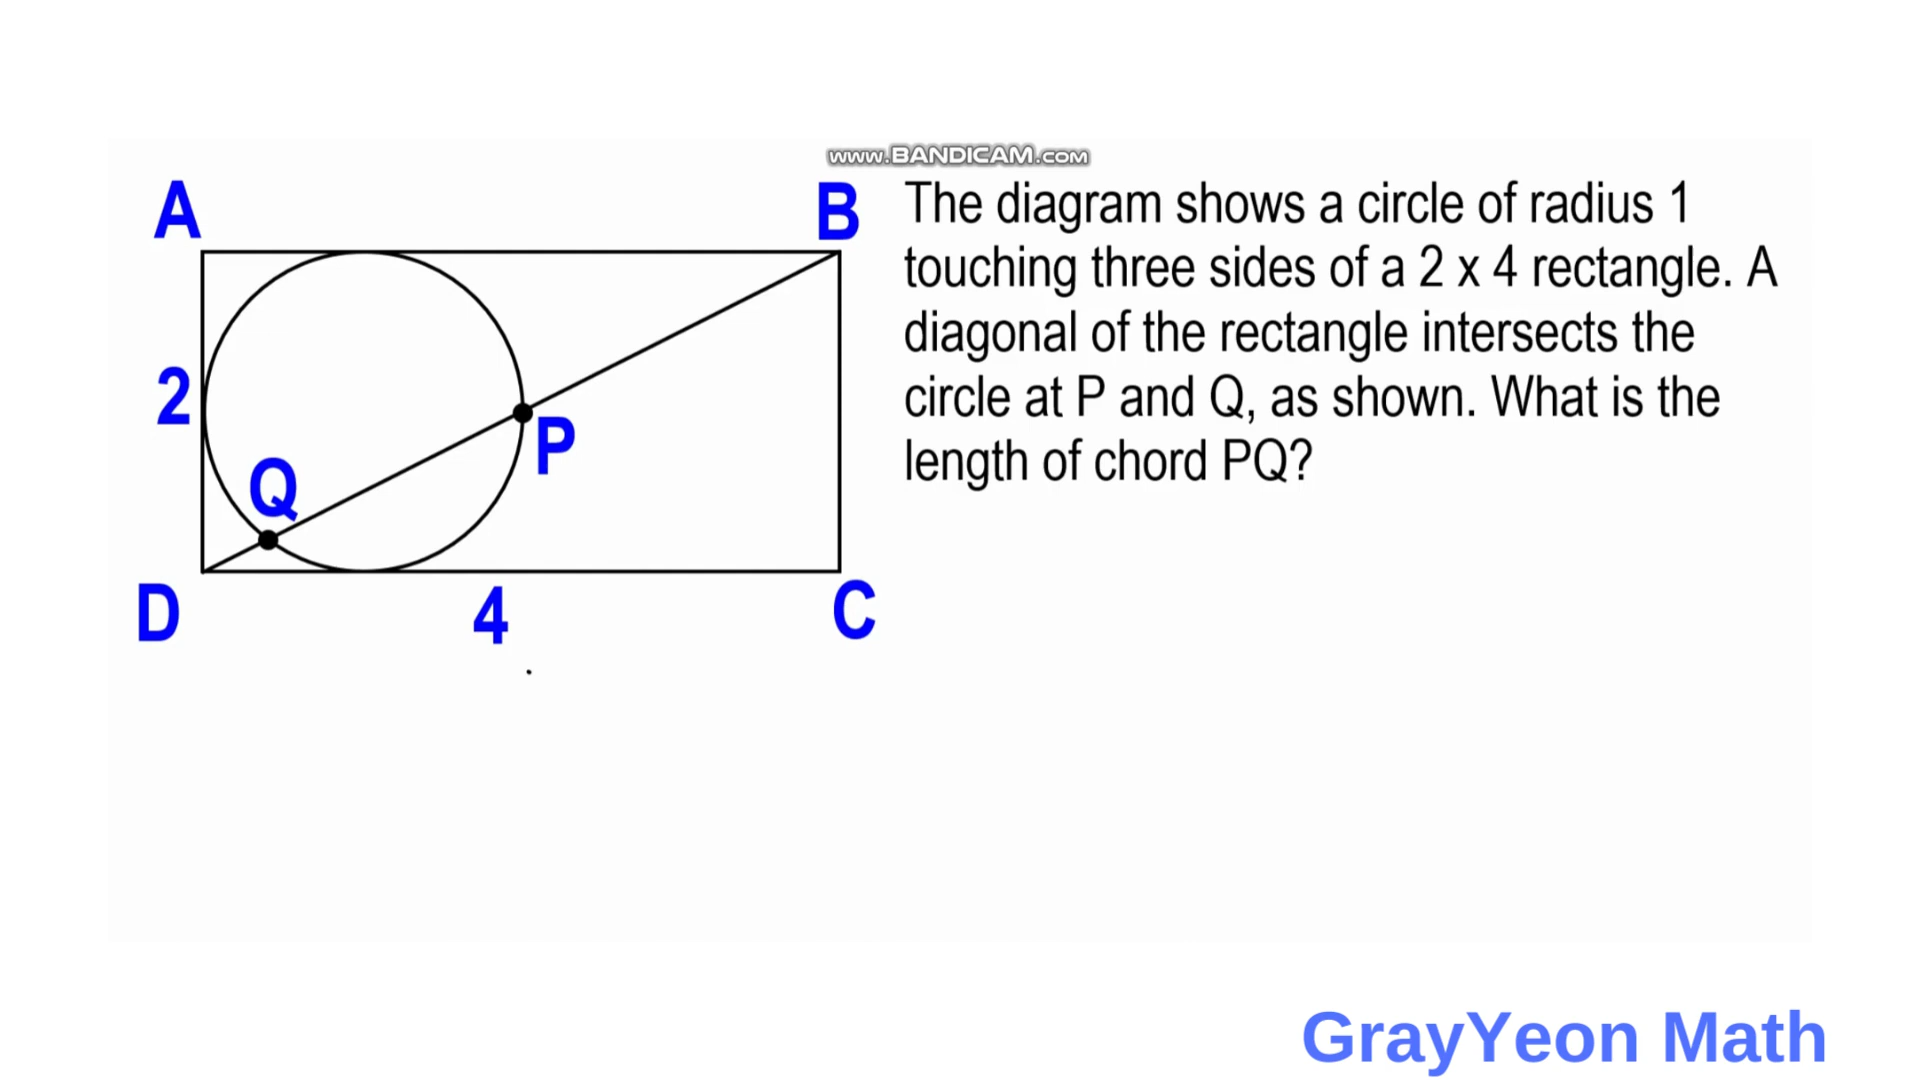 www.BANDICAM.com
A
B
The diagram shows a circle of radius 1
touching three sides of a 2 x 4 rectangle. A
diagonal of the rectangle intersects the
circle at P and Q, as shown. What is the
length of chord PQ?
2
P
Q
D
4
C
GrayYeon Math